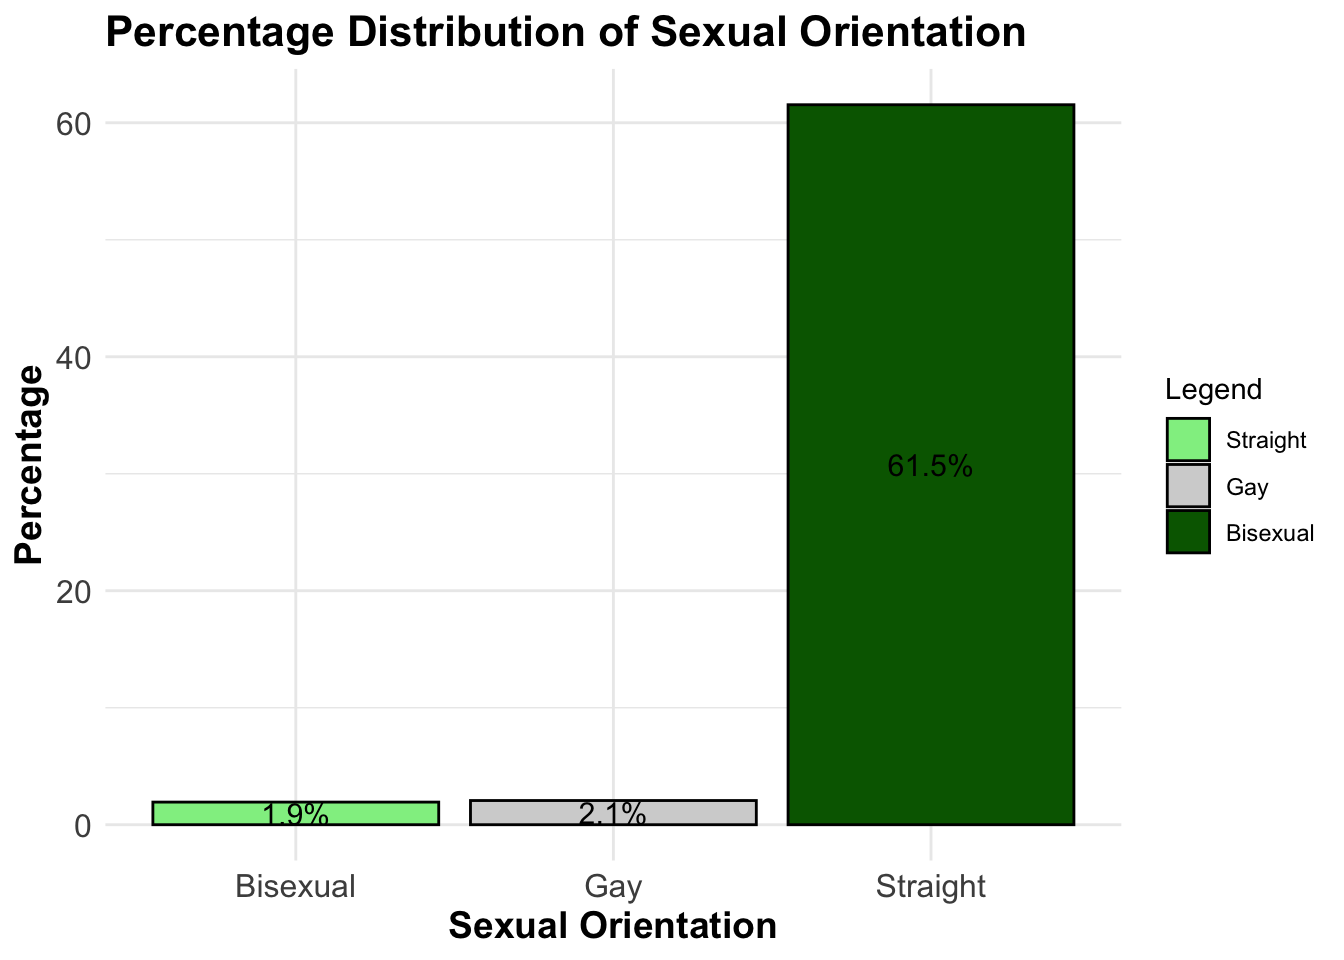 Percentage Distribution of Sexual Orientation
60
40
20
0
Percentage
61.5%
1.9%
2.1%
Bisexual
Gay
Straight
Sexual Orientation
Legend
Straight
Gay
Bisexual